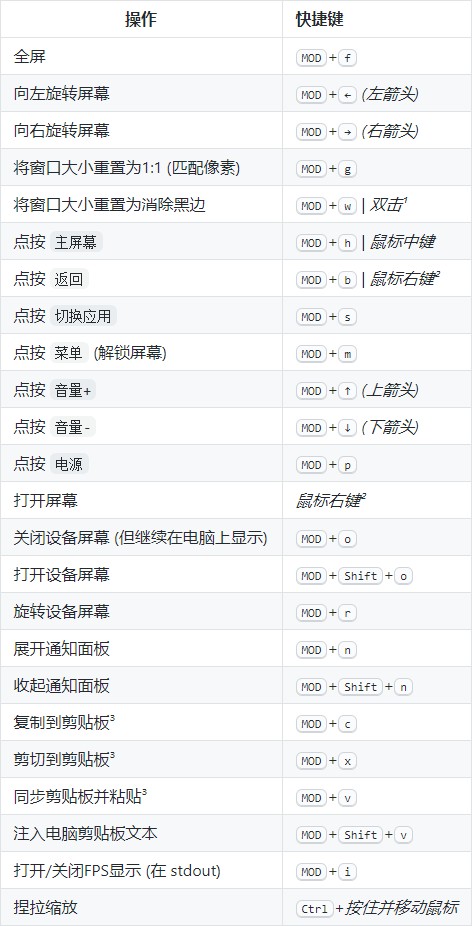 操作 快捷键
全屏 MOD+f
向左旋转屏幕 MOD+← (左箭头)
向右旋转屏幕 MOD+→ (右箭头)
将窗口大小重置为1:1 (匹配像素) MOD+g
将窗口大小重置为消除黑边 MOD+w | 双击¹
点按 主屏幕 MOD+h | 鼠标中键
点按 返回 MOD+b | 鼠标右键²
点按 切换应用 MOD+s
点按 菜单 (解锁屏幕) MOD+m
点按 音量+ MOD+↑ (上箭头)
点按 音量- MOD+↓ (下箭头)
点按 电源 MOD+p
打开屏幕 鼠标右键²
关闭设备屏幕 (但继续在电脑上显示) MOD+o
打开设备屏幕 MOD+Shift+o
旋转设备屏幕 MOD+r
展开通知面板 MOD+n
收起通知面板 MOD+Shift+n
复制到剪贴板³ MOD+c
剪切到剪贴板³ MOD+x
同步剪贴板并粘贴³ MOD+v
注入电脑剪贴板文本 MOD+Shift+v
打开/关闭FPS显示 (在 stdout) MOD+i
捏拉缩放 Ctrl+按住并移动鼠标